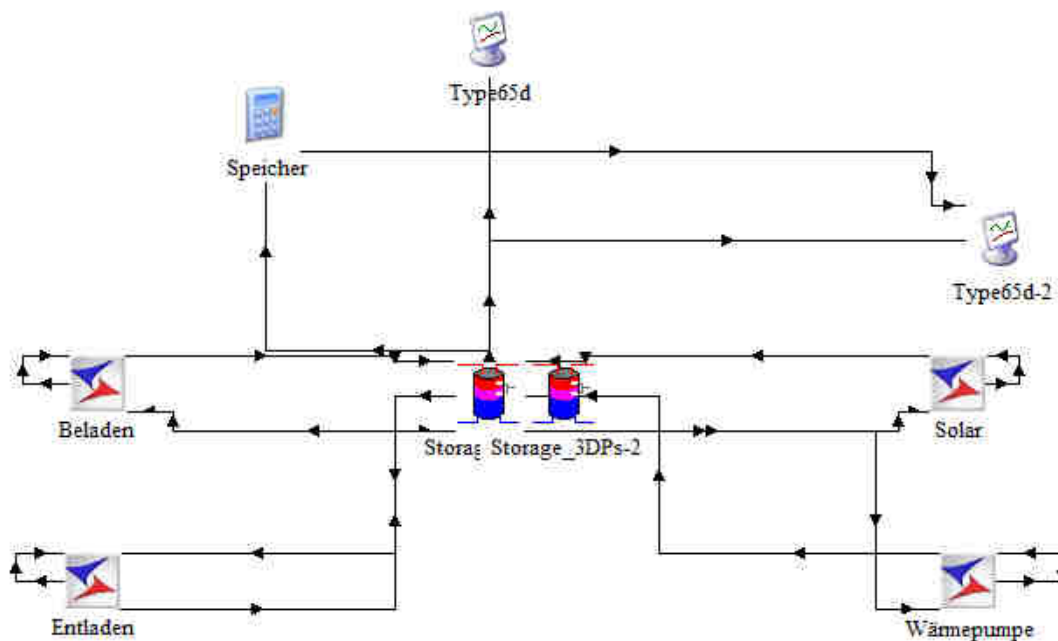 Type65d
Speicher
Type65d-2
Beladen
Storag
Storage_3DPs-2
Solar
Entladen
Wärmepumpe